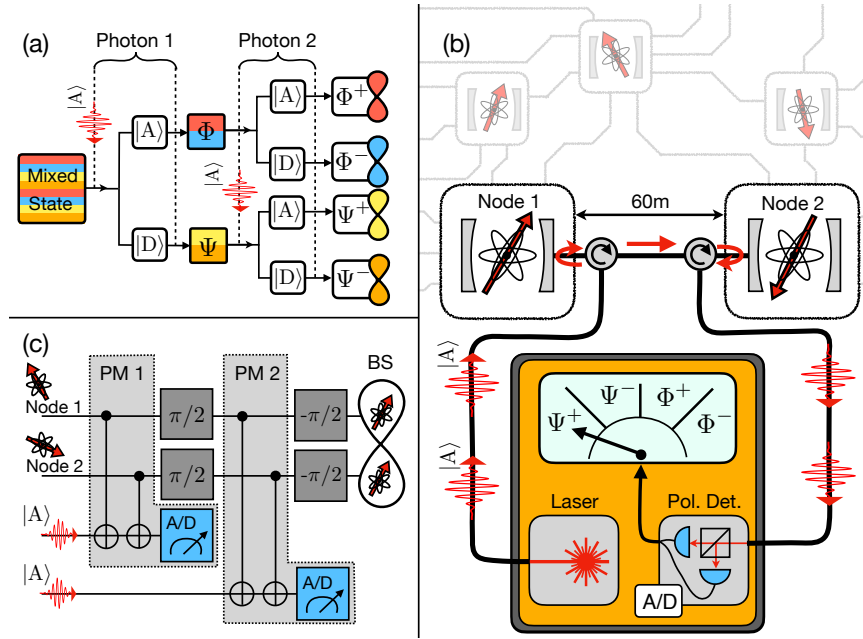 (a)
Photon 1
Photon 2
|A⟩
|A⟩
|A⟩
Φ
|A⟩
Φ⁺
|D⟩
Φ⁻
Mixed
State
|D⟩
Ψ
|A⟩
Ψ⁺
|D⟩
Ψ⁻
(b)
Node 1
60m
Node 2
|A⟩
|A⟩
Ψ⁺
Ψ⁻
Φ⁺
Φ⁻
Laser
Pol. Det.
A/D
(c)
PM 1
PM 2
BS
Node 1
π/2
-π/2
Node 2
π/2
-π/2
|A⟩
A/D
|A⟩
A/D